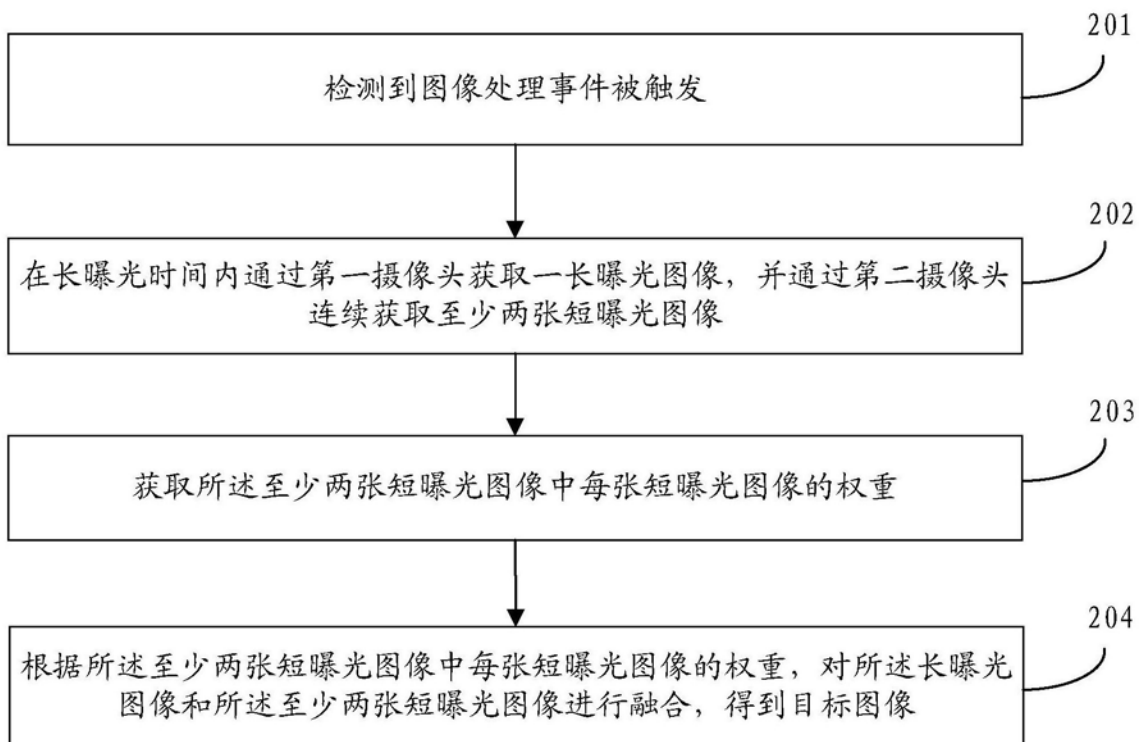 201
检测到图像处理事件被触发
202
在长曝光时间内通过第一摄像头获取一长曝光图像，并通过第二摄像头
连续获取至少两张短曝光图像
203
获取所述至少两张短曝光图像中每张短曝光图像的权重
204
根据所述至少两张短曝光图像中每张短曝光图像的权重，对所述长曝光
图像和所述至少两张短曝光图像进行融合，得到目标图像